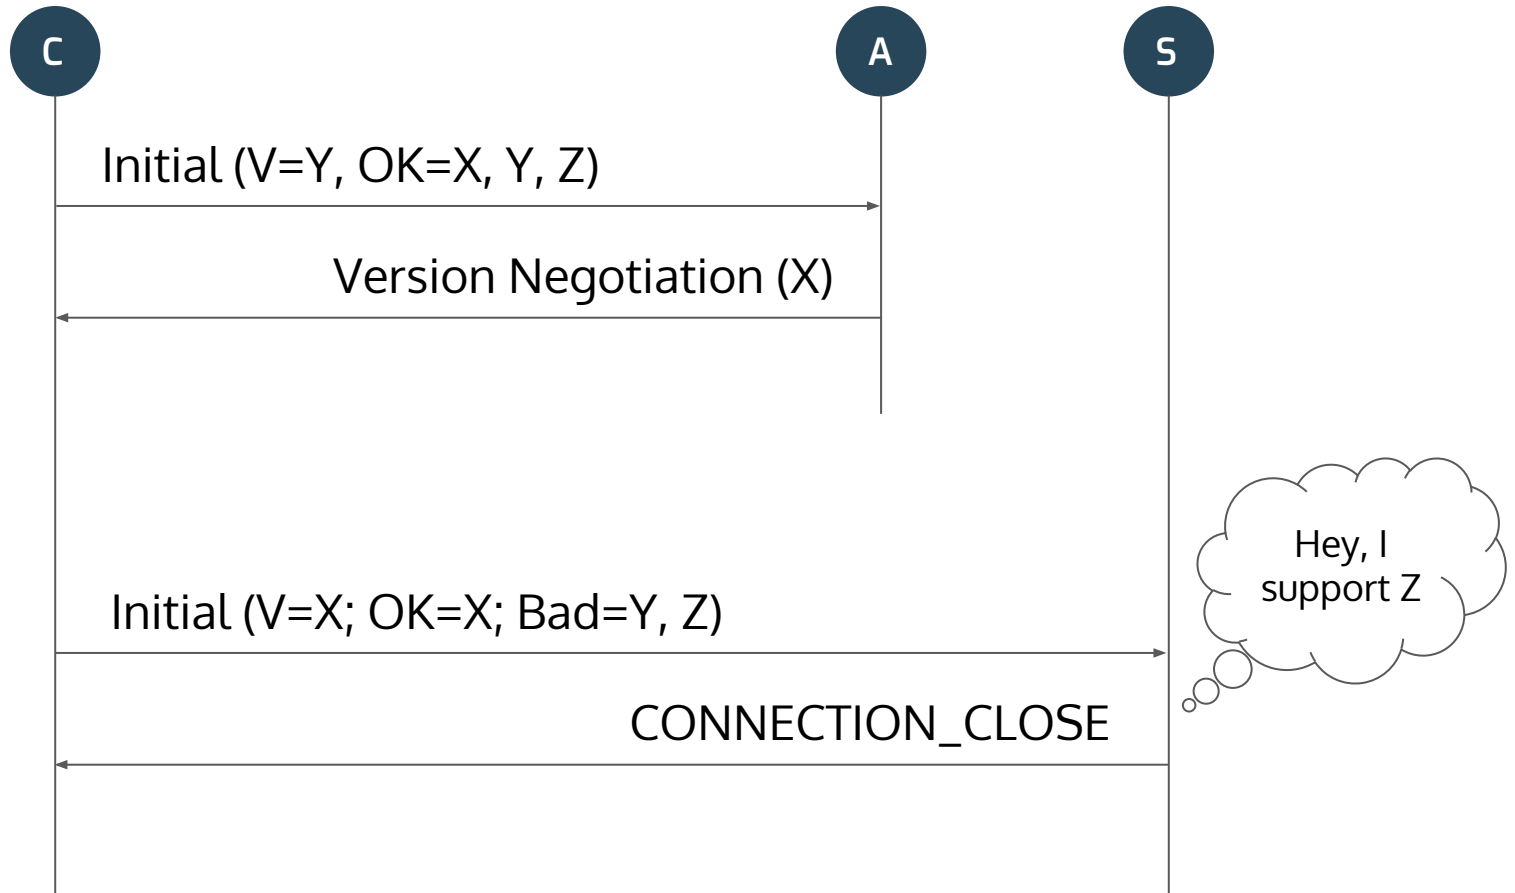 C
A
S
Initial (V=Y, OK=X, Y, Z)
Version Negotiation (X)
Hey, I
support Z
Initial (V=X; OK=X; Bad=Y, Z)
CONNECTION_CLOSE